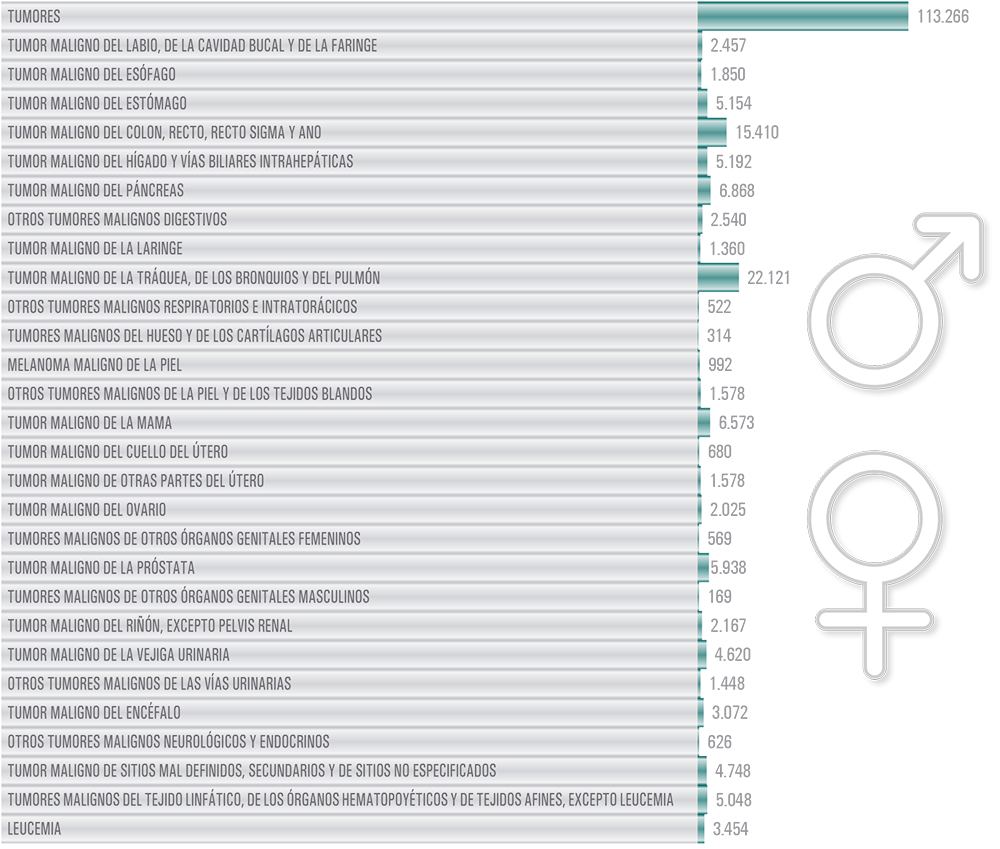 TUMORES 113.266
TUMOR MALIGNO DEL LABIO, DE LA CAVIDAD BUCAL Y DE LA FARINGE 2.457
TUMOR MALIGNO DEL ESÓFAGO 1.850
TUMOR MALIGNO DEL ESTÓMAGO 5.154
TUMOR MALIGNO DEL COLON, RECTO, RECTO SIGMA Y ANO 15.410
TUMOR MALIGNO DEL HÍGADO Y VÍAS BILIARES INTRAHEPÁTICAS 5.192
TUMOR MALIGNO DEL PÁNCREAS 6.868
OTROS TUMORES MALIGNOS DIGESTIVOS 2.540
TUMOR MALIGNO DE LA LARINGE 1.360
TUMOR MALIGNO DE LA TRÁQUEA, DE LOS BRONQUIOS Y DEL PULMÓN 22.121
OTROS TUMORES MALIGNOS RESPIRATORIOS E INTRATORÁCICOS 522
TUMORES MALIGNOS DEL HUESO Y DE LOS CARTÍLAGOS ARTICULARES 314
MELANOMA MALIGNO DE LA PIEL 992
OTROS TUMORES MALIGNOS DE LA PIEL Y DE LOS TEJIDOS BLANDOS 1.578
TUMOR MALIGNO DE LA MAMA 6.573
TUMOR MALIGNO DEL CUELLO DEL ÚTERO 680
TUMOR MALIGNO DE OTRAS PARTES DEL ÚTERO 1.578
TUMOR MALIGNO DEL OVARIO 2.025
TUMORES MALIGNOS DE OTROS ÓRGANOS GENITALES FEMENINOS 569
TUMOR MALIGNO DE LA PRÓSTATA 5.938
TUMORES MALIGNOS DE OTROS ÓRGANOS GENITALES MASCULINOS 169
TUMOR MALIGNO DEL RIÑÓN, EXCEPTO PELVIS RENAL 2.167
TUMOR MALIGNO DE LA VEJIGA URINARIA 4.620
OTROS TUMORES MALIGNOS DE LAS VÍAS URINARIAS 1.448
TUMOR MALIGNO DEL ENCÉFALO 3.072
OTROS TUMORES MALIGNOS NEUROLÓGICOS Y ENDOCRINOS 626
TUMOR MALIGNO DE SITIOS MAL DEFINIDOS, SECUNDARIOS Y DE SITIOS NO ESPECIFICADOS 4.748
TUMORES MALIGNOS DEL TEJIDO LINFÁTICO, DE LOS ÓRGANOS HEMATOPOYÉTICOS Y DE TEJIDOS AFINES, EXCEPTO LEUCEMIA 5.048
LEUCEMIA 3.454